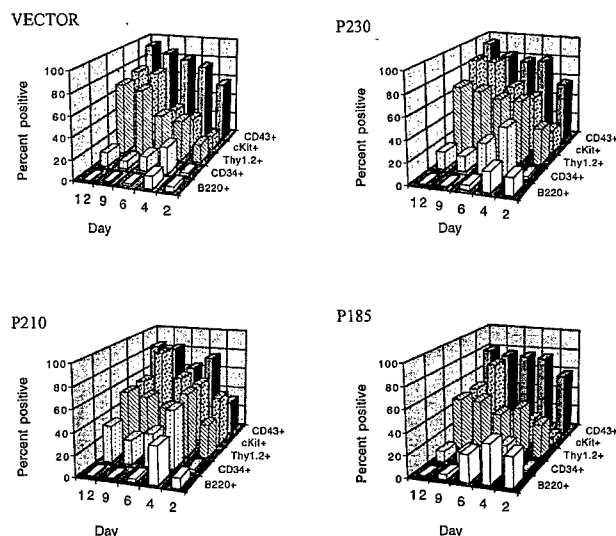 VECTOR
100
80
60
40
20
0
Percent positive
12 9 6 4 2
Day
CD43+
cKit+
Thy1.2+
CD34+
B220+
P230
100
80
60
40
20
0
Percent positive
12 9 6 4 2
Day
CD43+
cKit+
Thy1.2+
CD34+
B220+
P210
100
80
60
40
20
0
Percent positive
12 9 6 4 2
Day
CD43+
cKit+
Thy1.2+
CD34+
B220+
P185
100
80
60
40
20
0
Percent positive
12 9 6 4 2
Day
CD43+
cKit+
Thy1.2+
CD34+
B220+